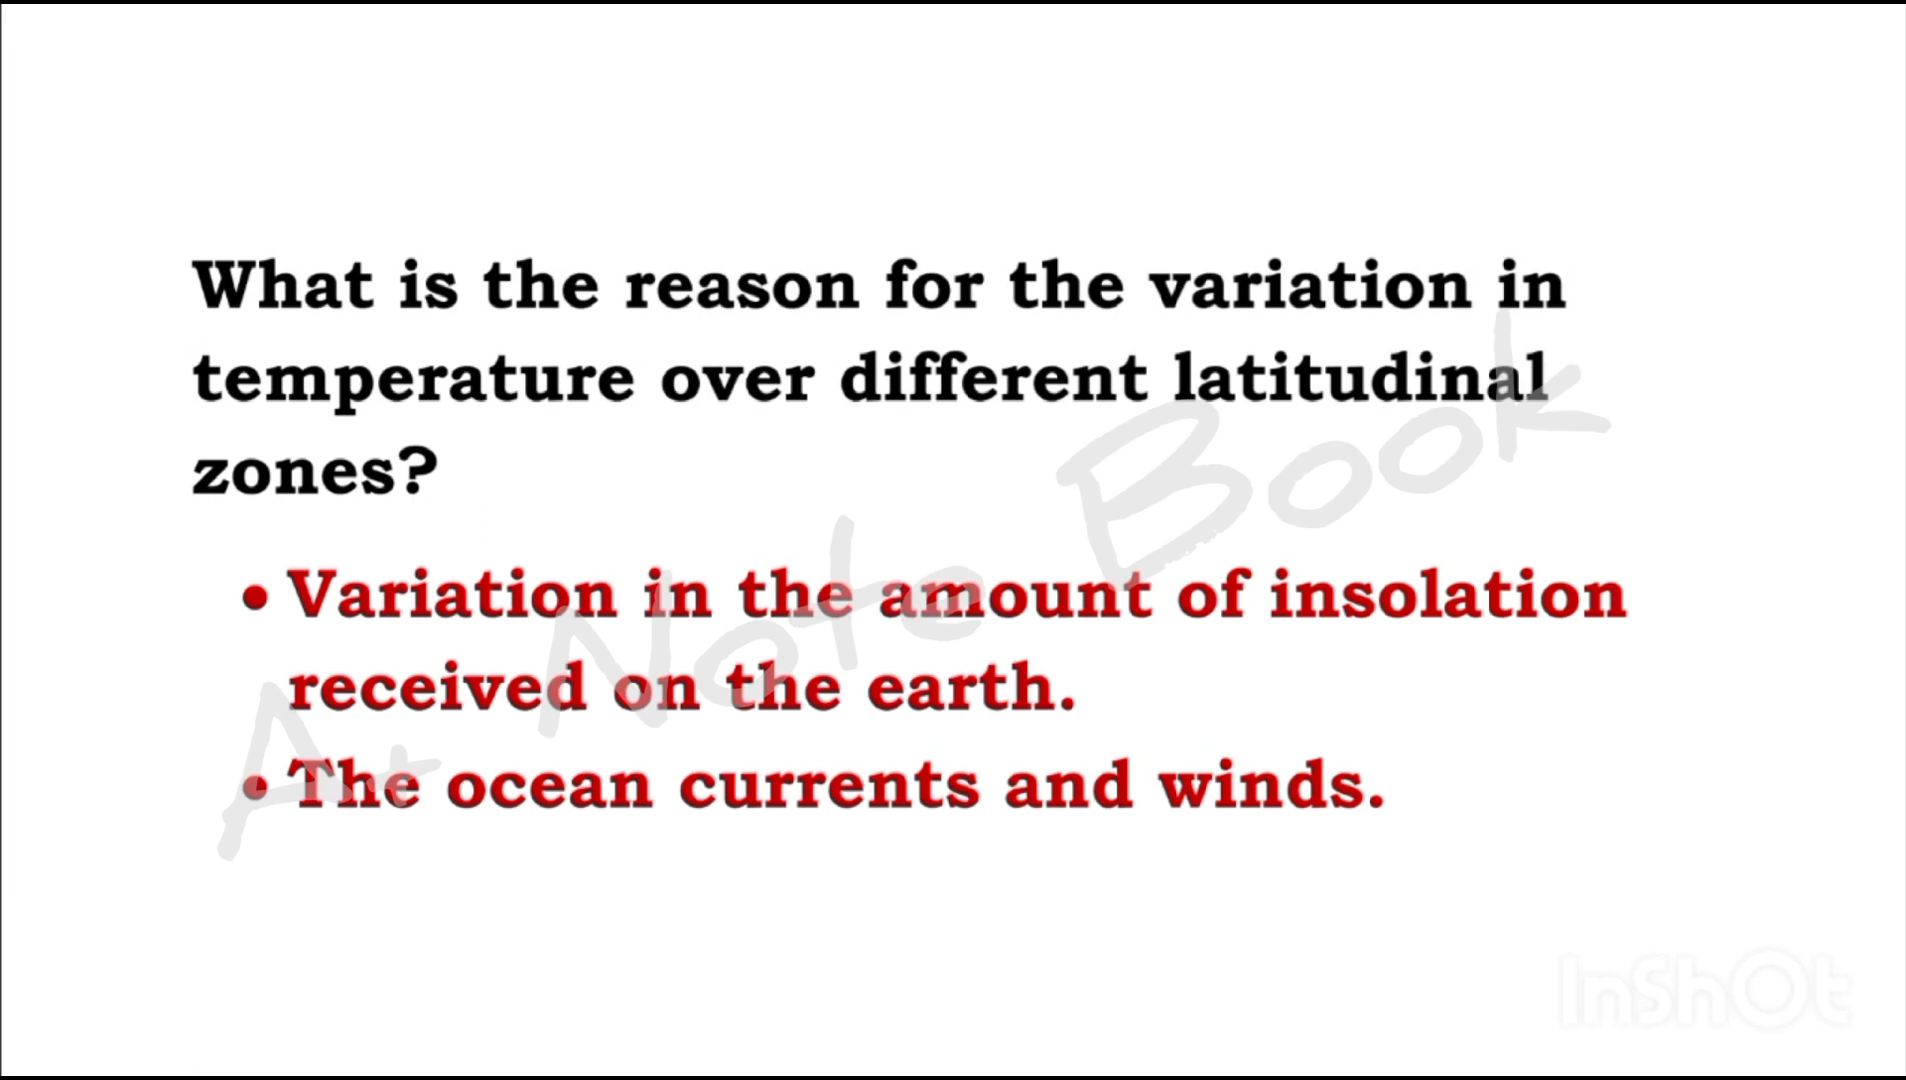 What is the reason for the variation in
temperature over different latitudinal
zones?
• Variation in the amount of insolation
received on the earth.
• The ocean currents and winds.
A+ Note Book
InShOt